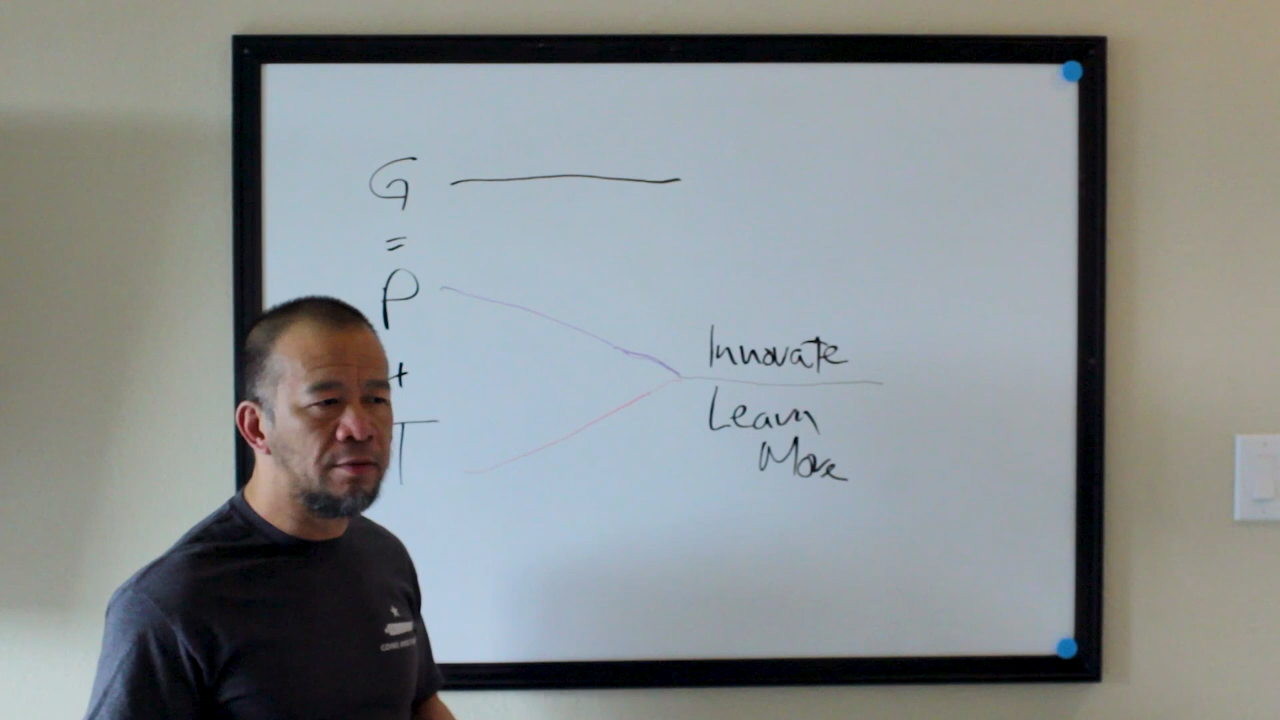 G
=
P
+
T
Innovate
Learn
More